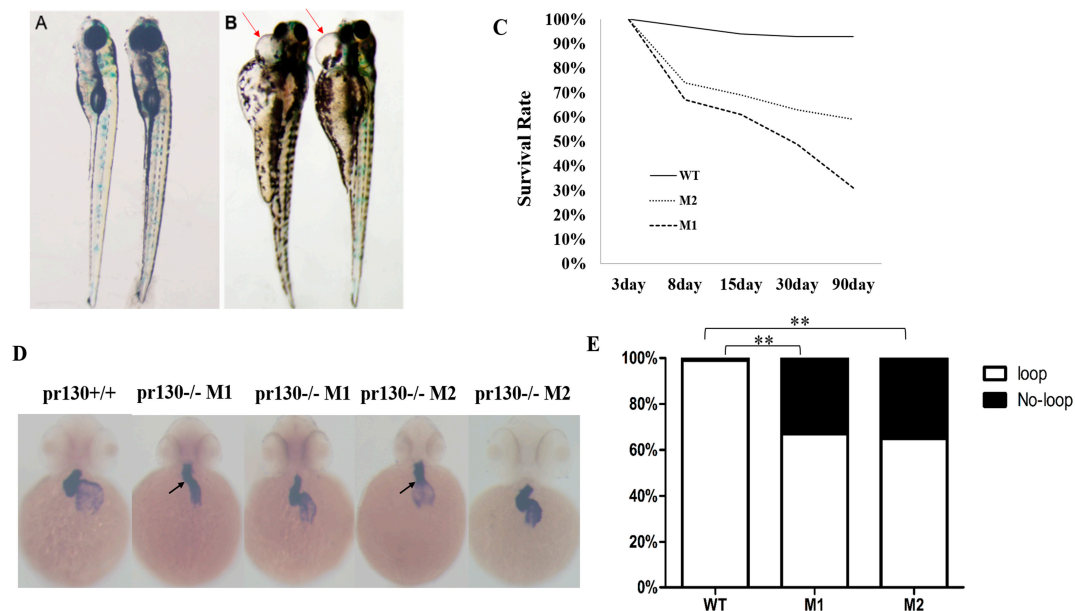 A
B
C
100%
90%
80%
70%
60%
50%
40%
30%
20%
10%
0%
Survival Rate
WT
M2
M1
3day 8day 15day 30day 90day
D
pr130+/+ pr130-/- M1 pr130-/- M1 pr130-/- M2 pr130-/- M2
E
**
**
100%
80%
60%
40%
20%
0%
loop
No-loop
WT M1 M2